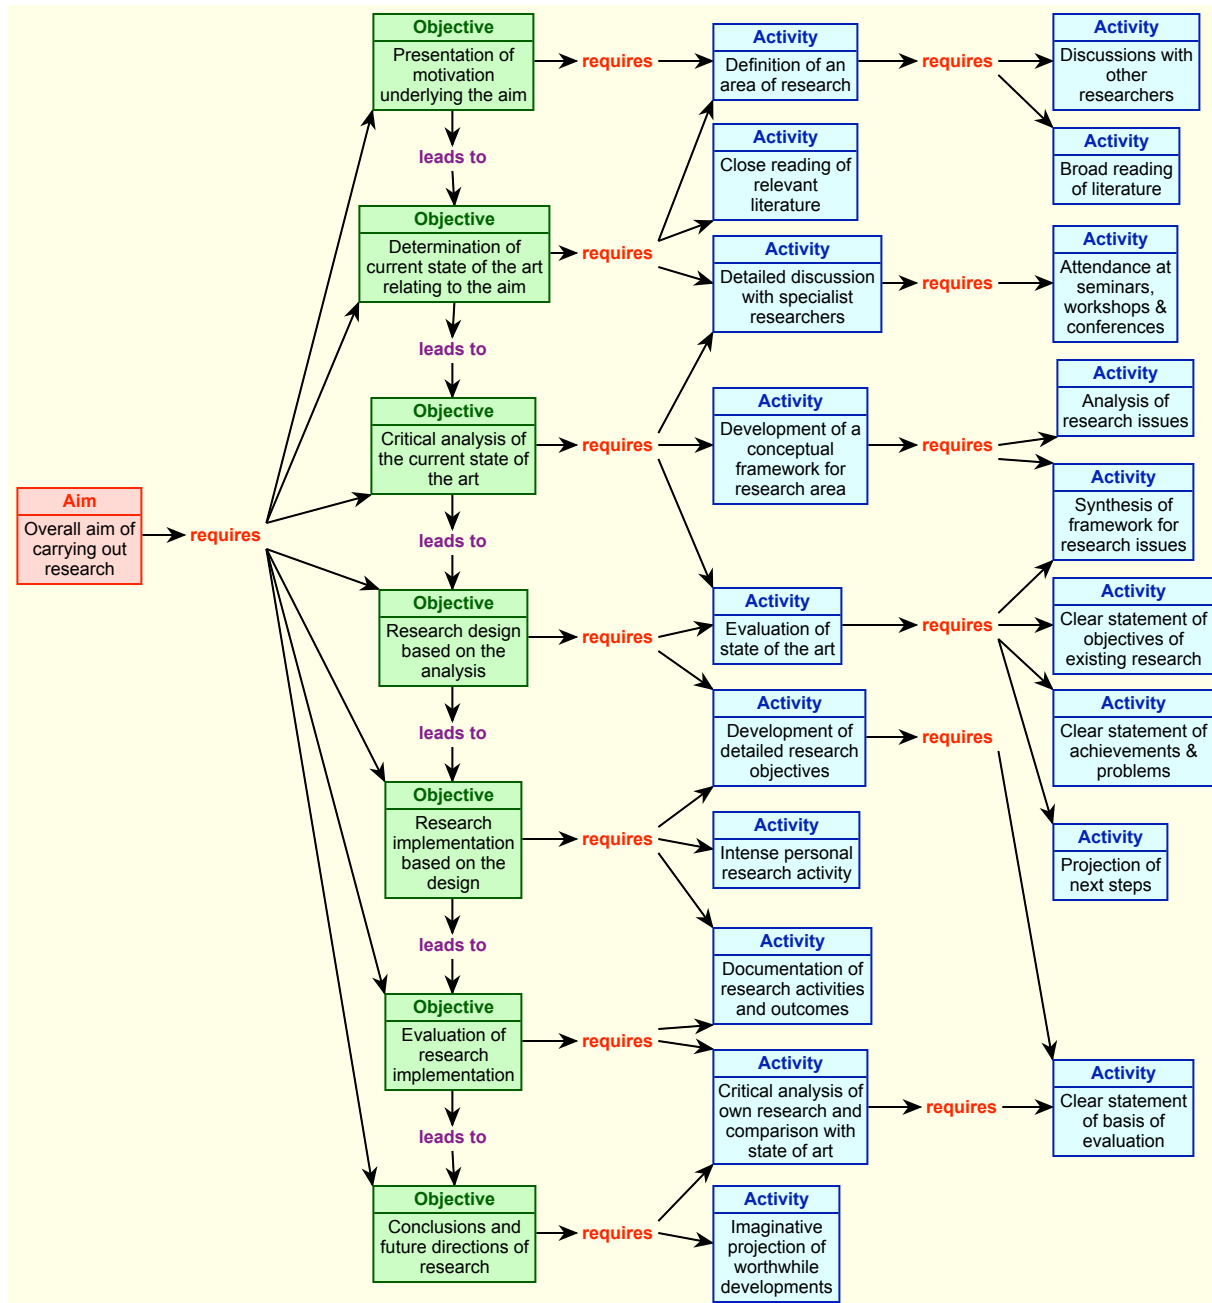 Objective
Presentation of
motivation
underlying the aim
requires
Activity
Definition of an
area of research
requires
Activity
Discussions with
other
researchers
Activity
Broad reading
of literature
leads to
Activity
Close reading of
relevant
literature
Objective
Determination of
current state of the art
relating to the aim
requires
Activity
Detailed discussion
with specialist
researchers
requires
Activity
Attendance at
seminars,
workshops &
conferences
leads to
Objective
Critical analysis of
the current state of
the art
requires
Activity
Development of a
conceptual
framework for
research area
requires
Activity
Analysis of
research issues
Activity
Synthesis of
framework for
research issues
Aim
Overall aim of
carrying out
research
requires
leads to
Objective
Research design
based on the
analysis
requires
Activity
Evaluation of
state of the art
requires
Activity
Clear statement of
objectives of
existing research
Activity
Clear statement of
achievements &
problems
leads to
Activity
Development of
detailed research
objectives
requires
Objective
Research
implementation
based on the
design
requires
Activity
Intense personal
research activity
Activity
Projection of
next steps
leads to
Activity
Documentation of
research activities
and outcomes
Objective
Evaluation of
research
implementation
requires
Activity
Critical analysis of
own research and
comparison with
state of art
requires
Activity
Clear statement
of basis of
evaluation
leads to
Objective
Conclusions and
future directions of
research
requires
Activity
Imaginative
projection of
worthwhile
developments